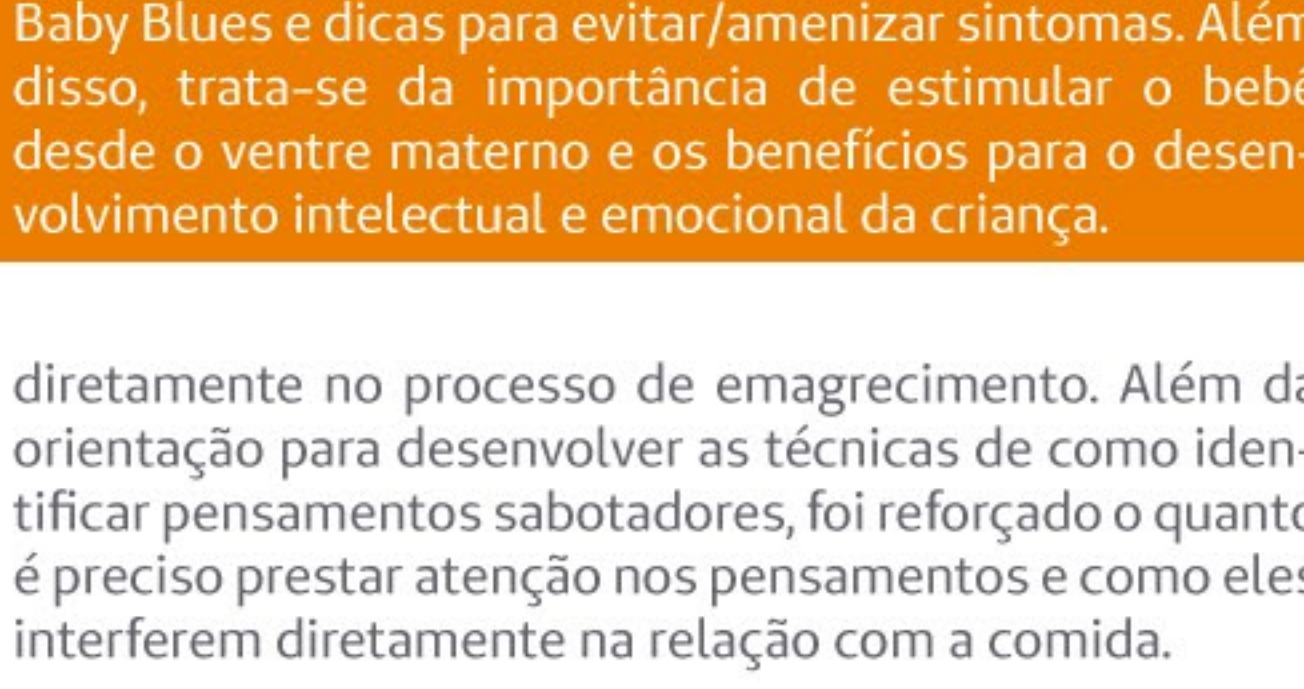 Baby Blues e dicas para evitar/amenizar sintomas. Além
disso, trata-se da importância de estimular o bebê
desde o ventre materno e os benefícios para o desen-
volvimento intelectual e emocional da criança.
diretamente no processo de emagrecimento. Além da
orientação para desenvolver as técnicas de como iden-
tificar pensamentos sabotadores, foi reforçado o quanto
é preciso prestar atenção nos pensamentos e como eles
interferem diretamente na relação com a comida.